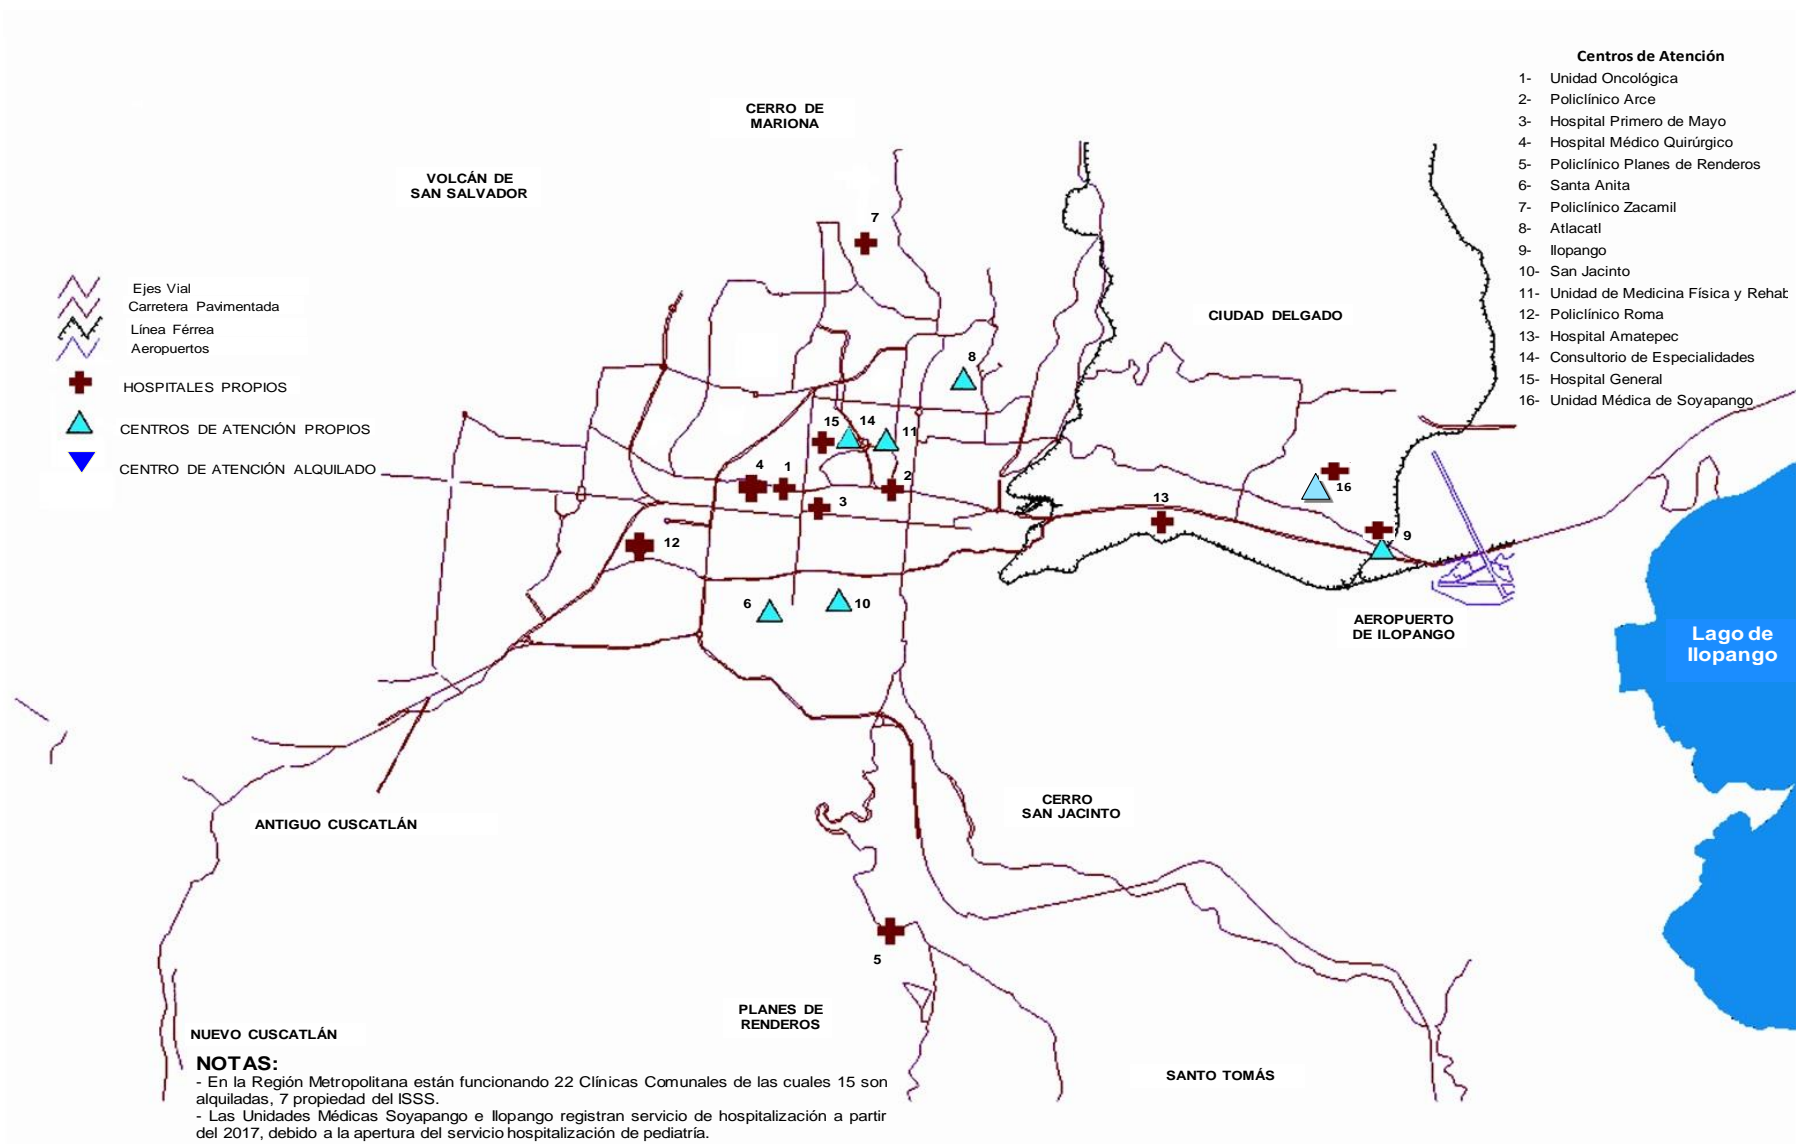 Centros de Atención
1- Unidad Oncológica
2- Policlínico Arce
3- Hospital Primero de Mayo
4- Hospital Médico Quirúrgico
5- Policlínico Planes de Renderos
6- Santa Anita
7- Policlínico Zacamil
8- Atlacatl
9- Ilopango
10- San Jacinto
11- Unidad de Medicina Física y Rehab
12- Policlínico Roma
13- Hospital Amatepec
14- Consultorio de Especialidades
15- Hospital General
16- Unidad Médica de Soyapango
CERRO DE
MARIONA
VOLCÁN DE
SAN SALVADOR
7
Ejes Vial
Carretera Pavimentada
Línea Férrea
Aeropuertos
HOSPITALES PROPIOS
CENTROS DE ATENCIÓN PROPIOS
CENTRO DE ATENCIÓN ALQUILADO
CIUDAD DELGADO
8
15
14
11
4
1
2
3
16
13
9
12
6
10
AEROPUERTO
DE ILOPANGO
Lago de
Ilopango
CERRO
SAN JACINTO
ANTIGUO CUSCATLÁN
5
PLANES DE
RENDEROS
NUEVO CUSCATLÁN
SANTO TOMÁS
NOTAS:
- En la Región Metropolitana están funcionando 22 Clínicas Comunales de las cuales 15 son
alquiladas, 7 propiedad del ISSS.
- Las Unidades Médicas Soyapango e Ilopango registran servicio de hospitalización a partir
del 2017, debido a la apertura del servicio hospitalización de pediatría.